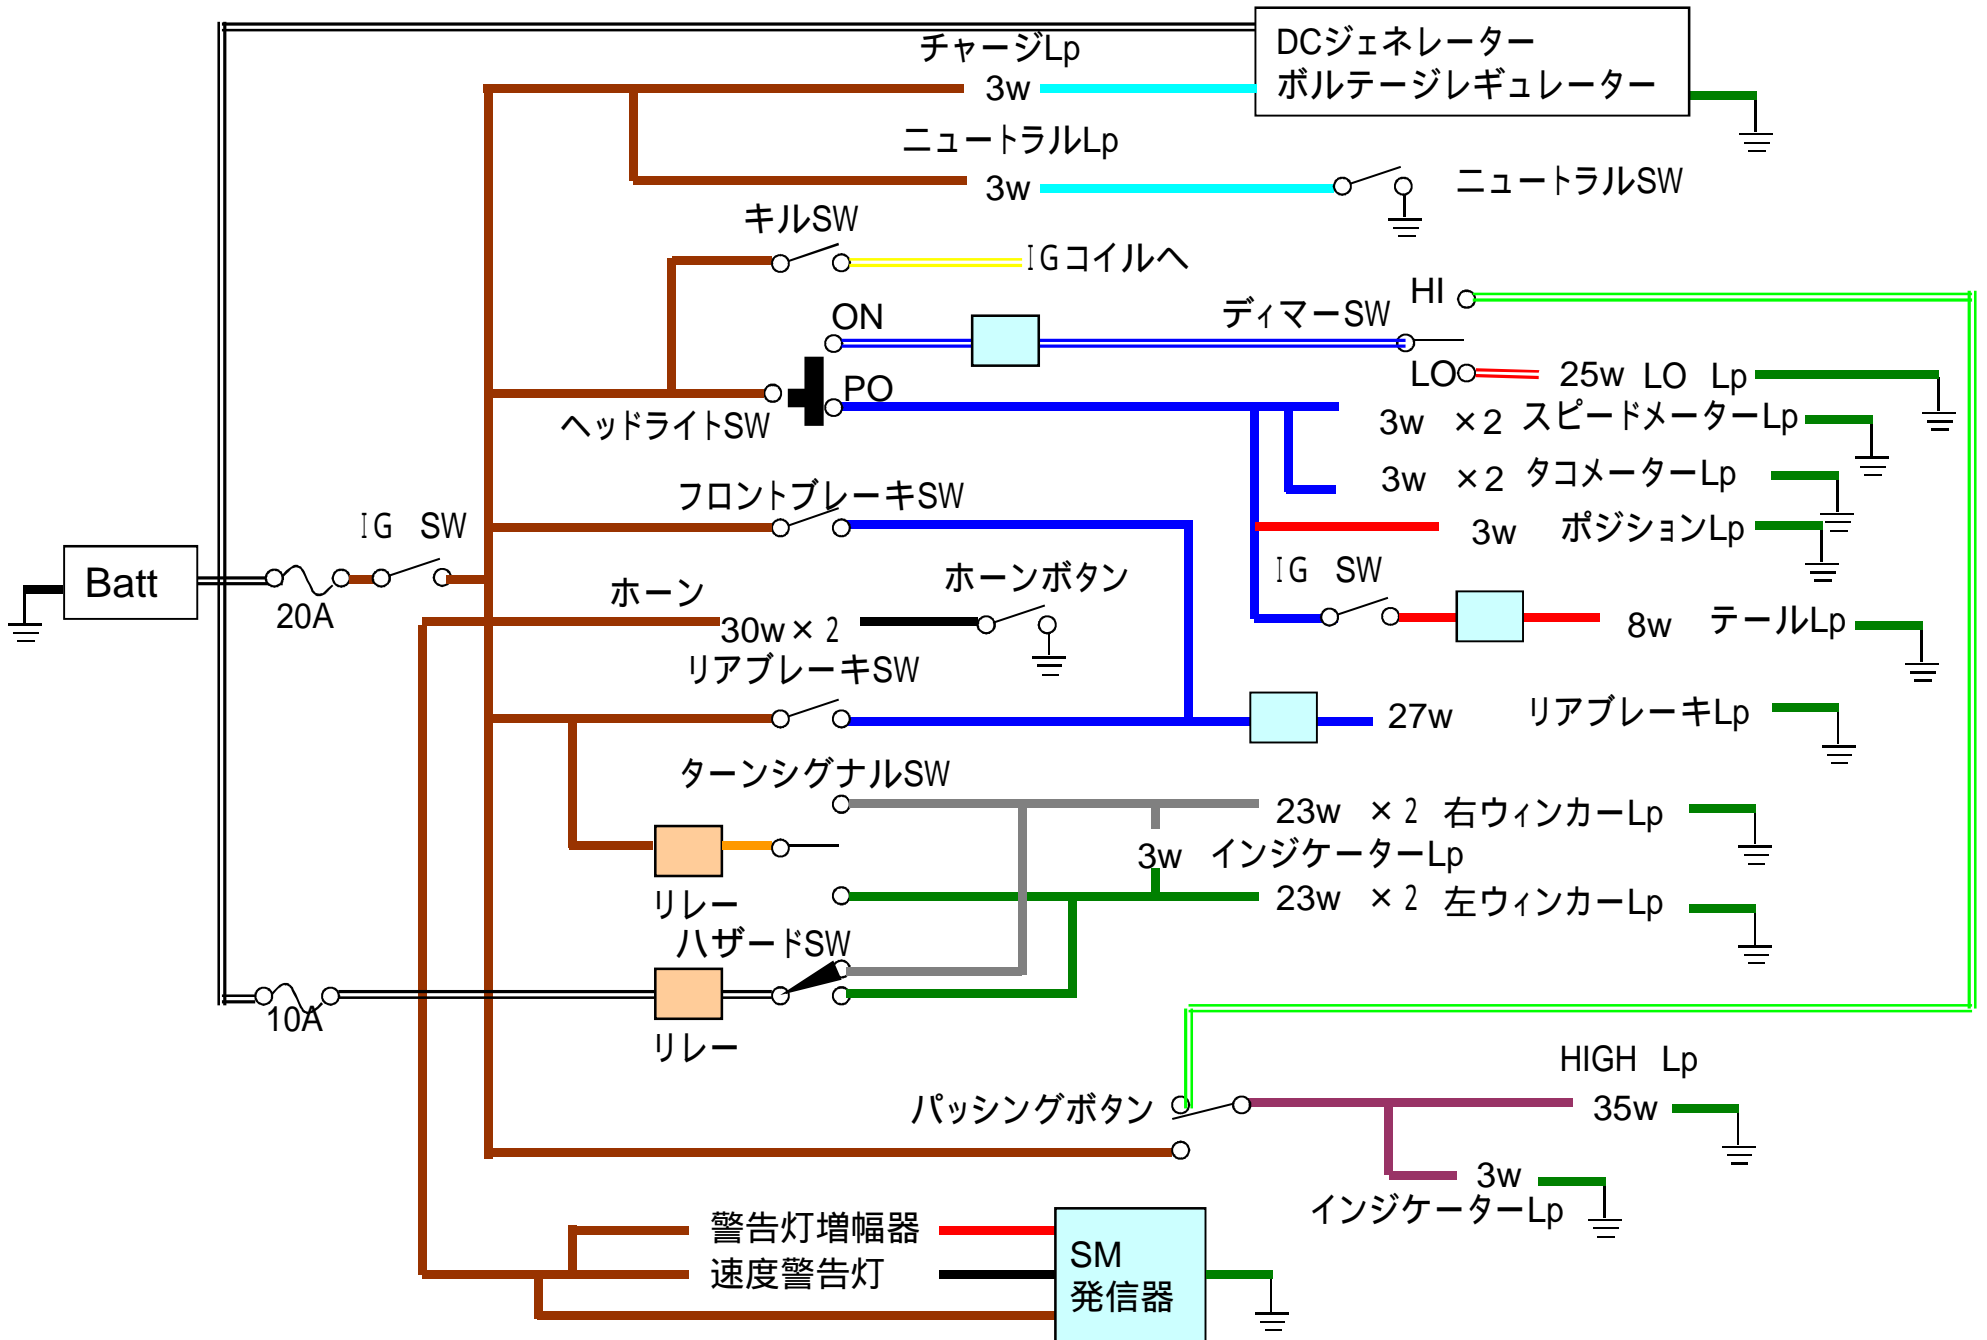 DCジェネレーター
ボルテージレギュレーター
チャージLp
3w
ニュートラルLp
3w
ニュートラルSW
キルSW
IGコイルへ
ON
PO
ヘッドライトSW
ディマーSW
HI
LO
25w LO Lp
3w ×2 スピードメーターLp
3w ×2 タコメーターLp
3w ポジションLp
フロントブレーキSW
IG SW
Batt
20A
ホーン
30w×2
ホーンボタン
IG SW
8w テールLp
リアブレーキSW
27w リアブレーキLp
ターンシグナルSW
23w ×2 右ウィンカーLp
3w インジケーターLp
23w ×2 左ウィンカーLp
リレー
ハザードSW
10A
リレー
HIGH Lp
35w
パッシングボタン
3w
インジケーターLp
警告灯増幅器
速度警告灯
SM
発信器